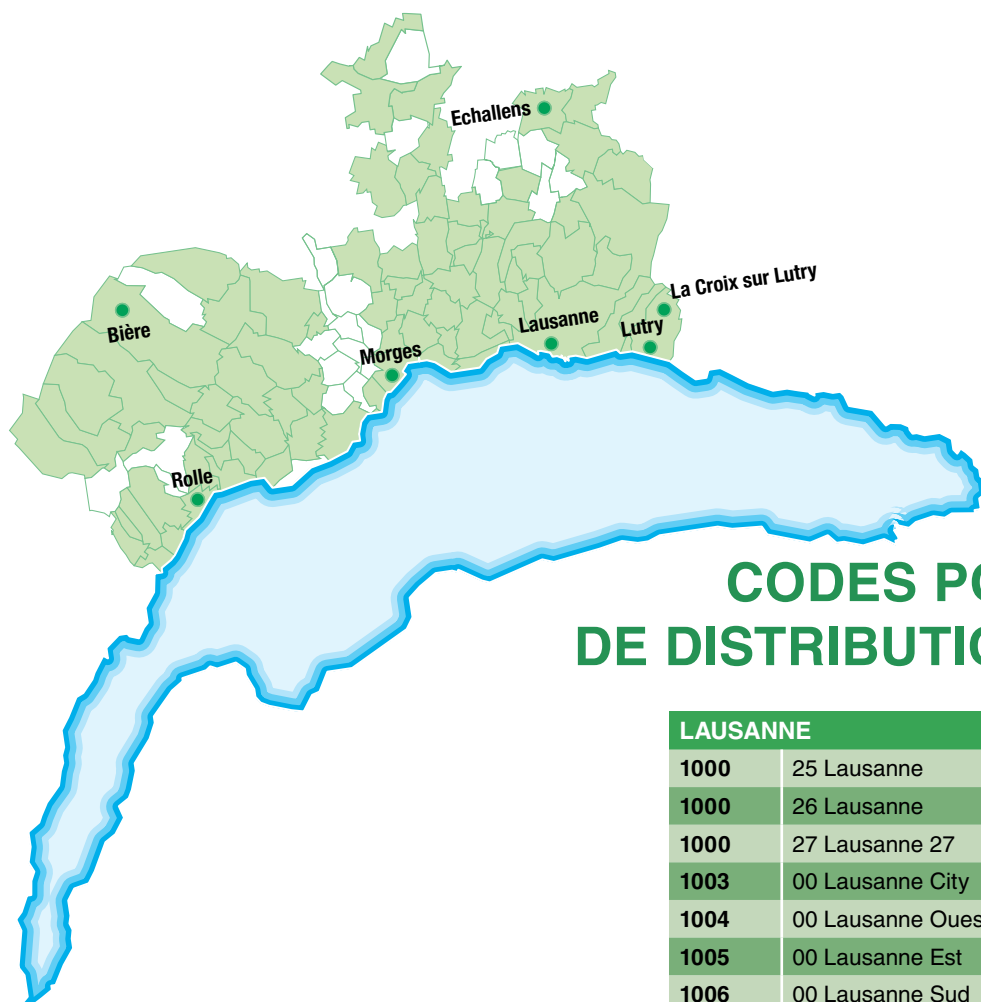 Echallens
La Croix sur Lutry
Bière
Lausanne
Lutry
Morges
Rolle
CODES PO
DE DISTRIBUTIO
LAUSANNE
1000 25 Lausanne
1000 26 Lausanne
1000 27 Lausanne 27
1003 00 Lausanne City
1004 00 Lausanne Oues
1005 00 Lausanne Est
1006 00 Lausanne Sud